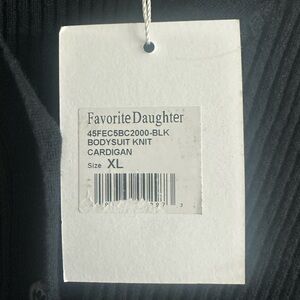 Favorite Daughter
45FEC5BC2000-BLK
BODYSUIT KNIT
CARDIGAN
Size XL